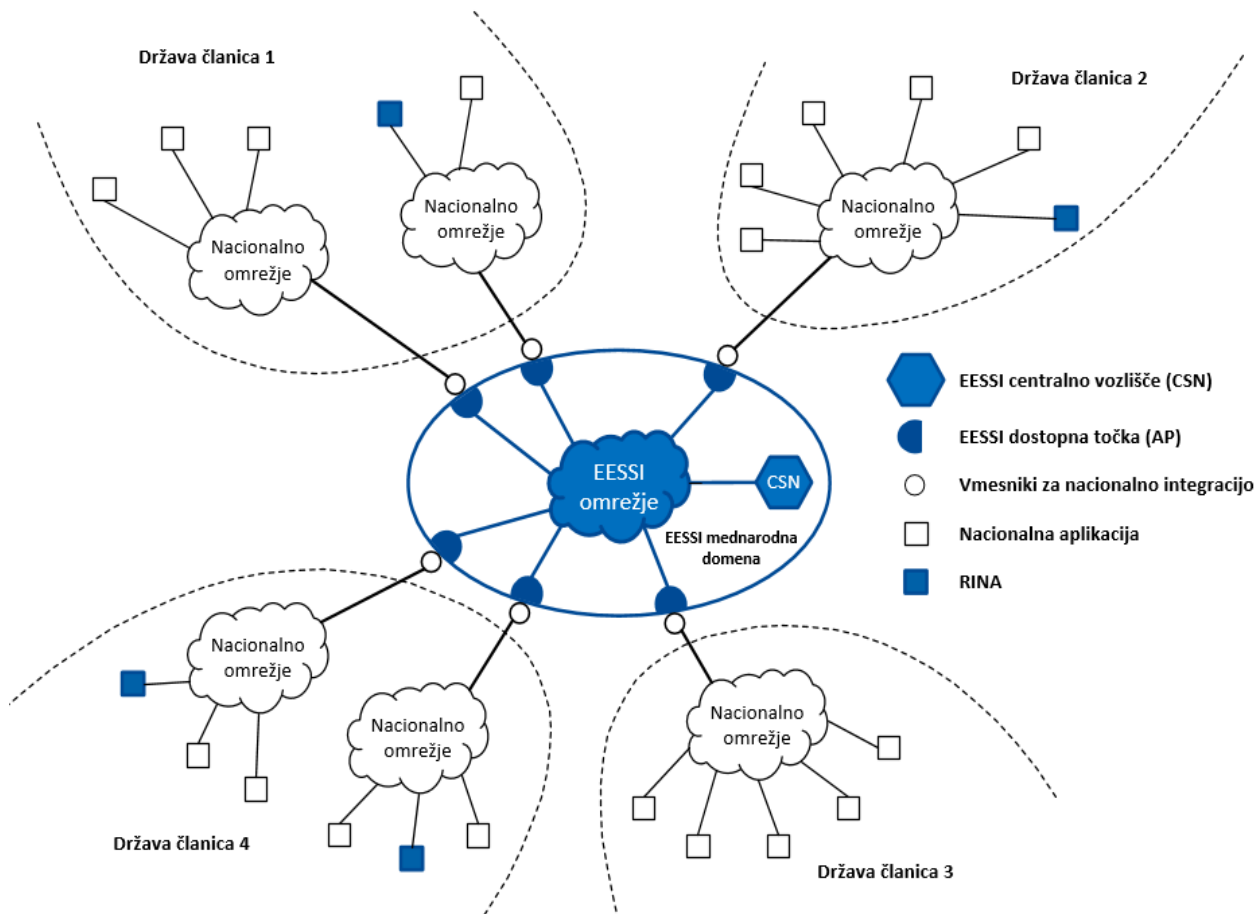 Država članica 1
Država članica 2
Nacionalno
omrežje
Nacionalno
omrežje
Nacionalno
omrežje
EESSI
omrežje
CSN
EESSI mednarodna
domena
EESSI centralno vozlišče (CSN)
EESSI dostopna točka (AP)
Vmesniki za nacionalno integracijo
Nacionalna aplikacija
RINA
Nacionalno
omrežje
Nacionalno
omrežje
Nacionalno
omrežje
Država članica 4
Država članica 3